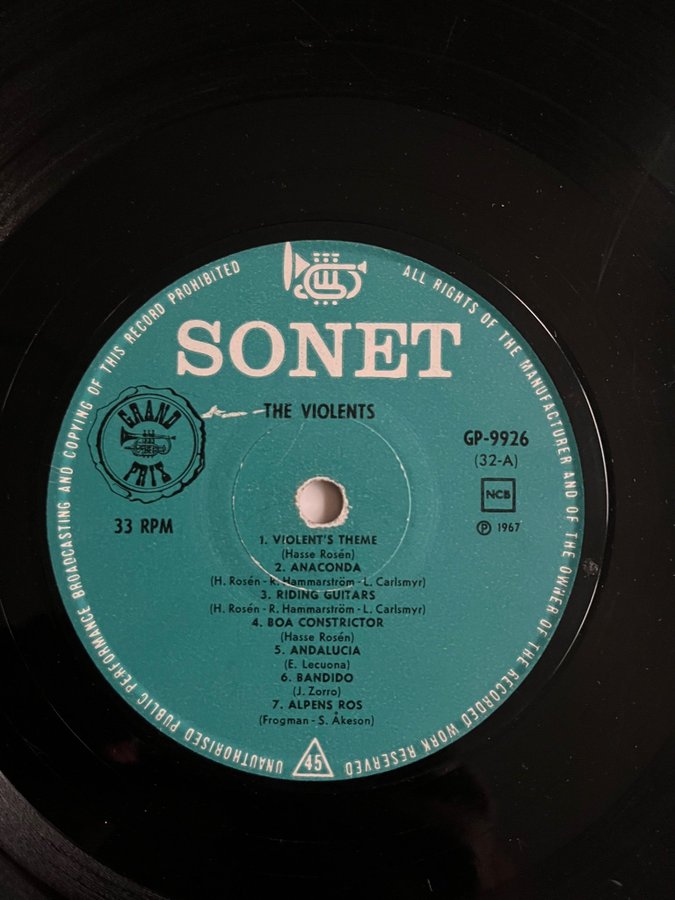 SONET
THE VIOLENTS
GRAND
PRIX
GP-9926
(32-A)
NCB
℗ 1967
33 RPM
1. VIOLENT'S THEME
(Hasse Rosén)
2. ANACONDA
(H. Rosén - R. Hammarström - L. Carlsmyr)
3. RIDING GUITARS
(H. Rosén - R. Hammarström - L. Carlsmyr)
4. BOA CONSTRICTOR
(Hasse Rosén)
5. ANDALUCIA
(E. Lecuona)
6. BANDIDO
(J. Zorro)
7. ALPENS ROS
(Frogman - S. Åkeson)
45
ALL RIGHTS OF THE MANUFACTURER AND OF THE OWNER OF THE RECORDED WORK RESERVED
UNAUTHORISED PUBLIC PERFORMANCE BROADCASTING AND COPYING OF THIS RECORD PROHIBITED